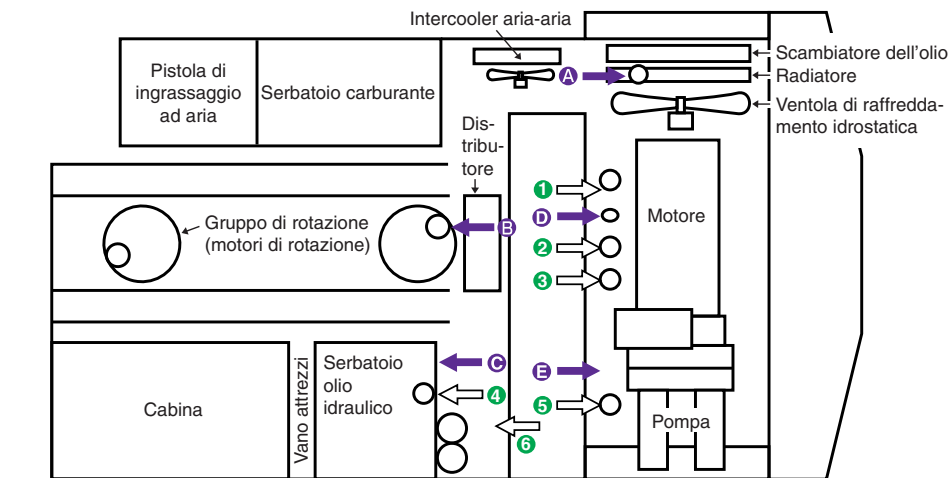 Intercooler aria-aria
Scambiatore dell'olio
Radiatore
Ventola di raffredda-
mento idrostatica
A
Pistola di
ingrassaggio
ad aria
Serbatoio carburante
Dis-
tribu-
tore
1
D
2
3
Motore
Gruppo di rotazione
(motori di rotazione)
B
C
4
E
5
6
Cabina
Vano attrezzi
Serbatoio
olio
idraulico
Pompa